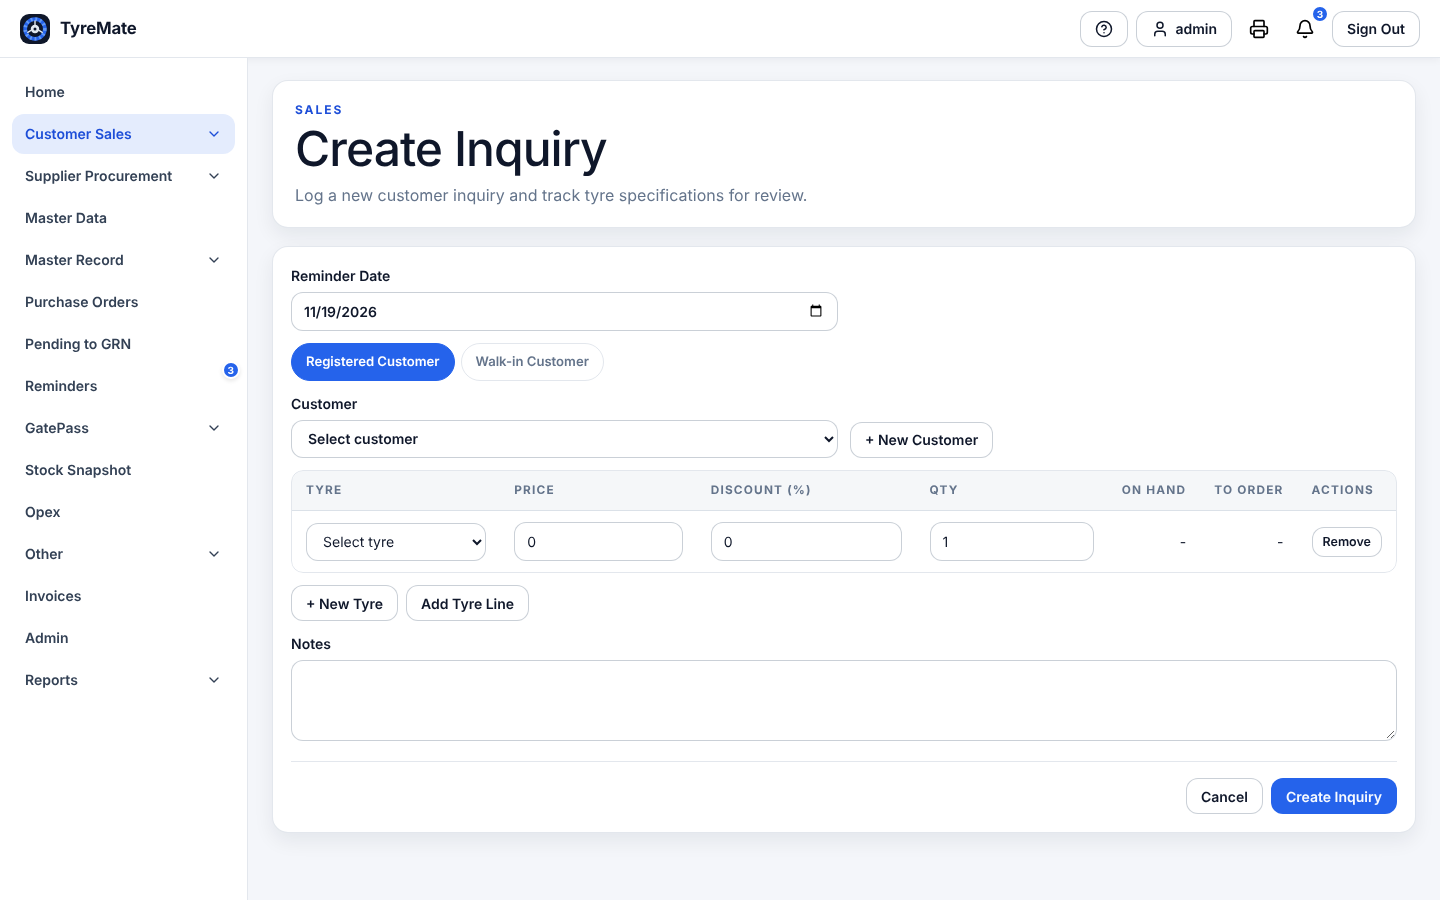 TyreMate
admin
3
Sign Out
Home
Customer Sales
Supplier Procurement
Master Data
Master Record
Purchase Orders
Pending to GRN
Reminders
3
GatePass
Stock Snapshot
Opex
Other
Invoices
Admin
Reports
SALES
Create Inquiry
Log a new customer inquiry and track tyre specifications for review.
Reminder Date
11/19/2026
Registered Customer
Walk-in Customer
Customer
Select customer
+ New Customer
TYRE PRICE DISCOUNT (%) QTY ON HAND TO ORDER ACTIONS
Select tyre 0 0 1 - - Remove
+ New Tyre
Add Tyre Line
Notes
Cancel
Create Inquiry